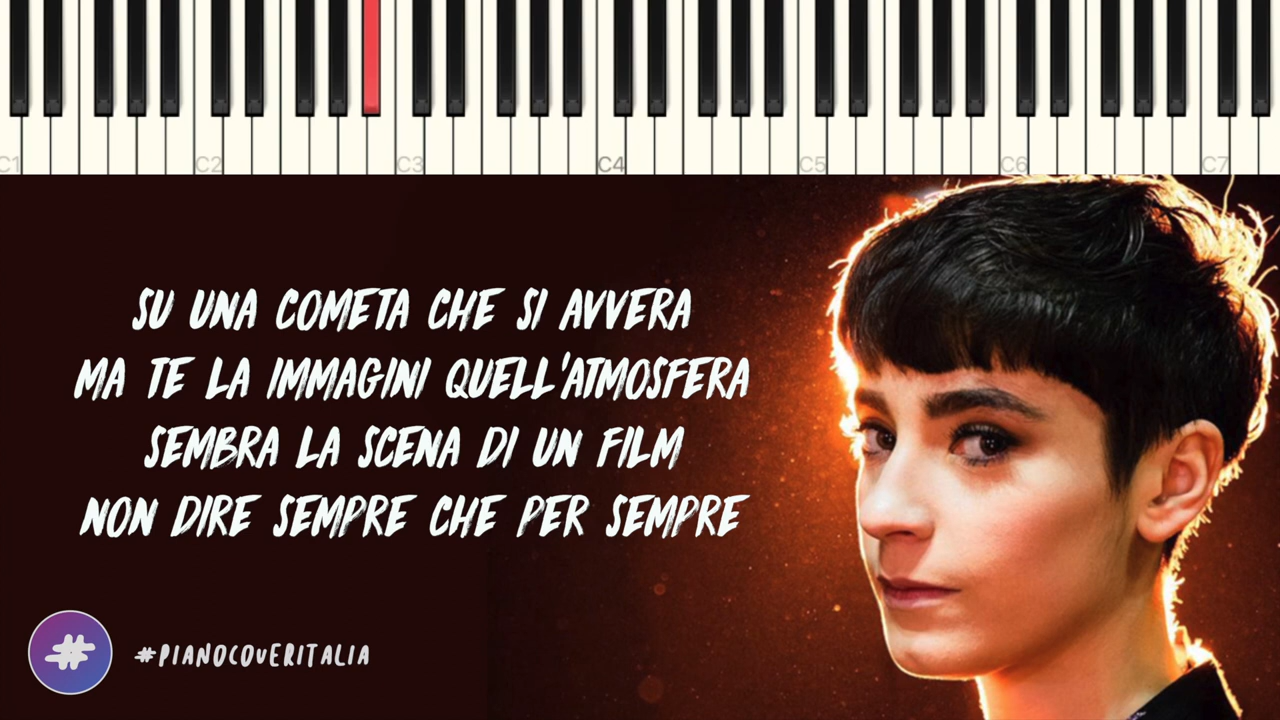 C1 C2 C3 C4 C5 C6 C7
SU UNA COMETA CHE SI AVVERA
MA TE LA IMMAGINI QUELL'ATMOSFERA
SEMBRA LA SCENA DI UN FILM
NON DIRE SEMPRE CHE PER SEMPRE
#
#PIANOCOVERITALIA